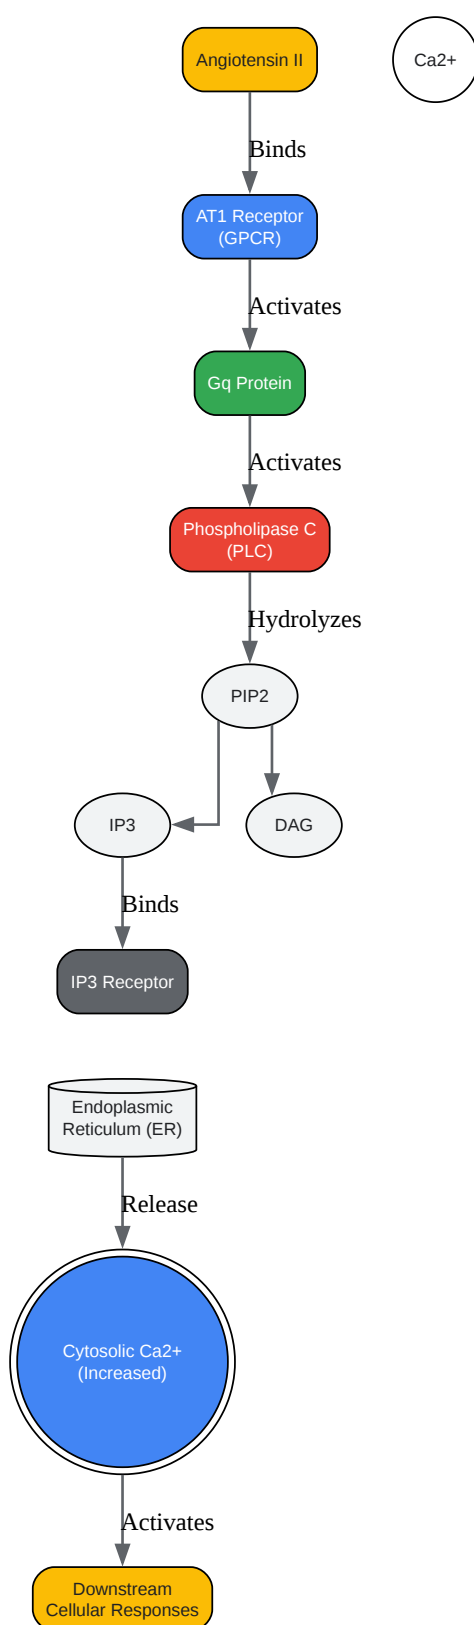 Angiotensin II
Ca2+
Binds
AT1 Receptor
(GPCR)
Activates
Gq Protein
Activates
Phospholipase C
(PLC)
Hydrolyzes
PIP2
IP3
DAG
Binds
IP3 Receptor
Endoplasmic
Reticulum (ER)
Release
Cytosolic Ca2+
(Increased)
Activates
Downstream
Cellular Responses